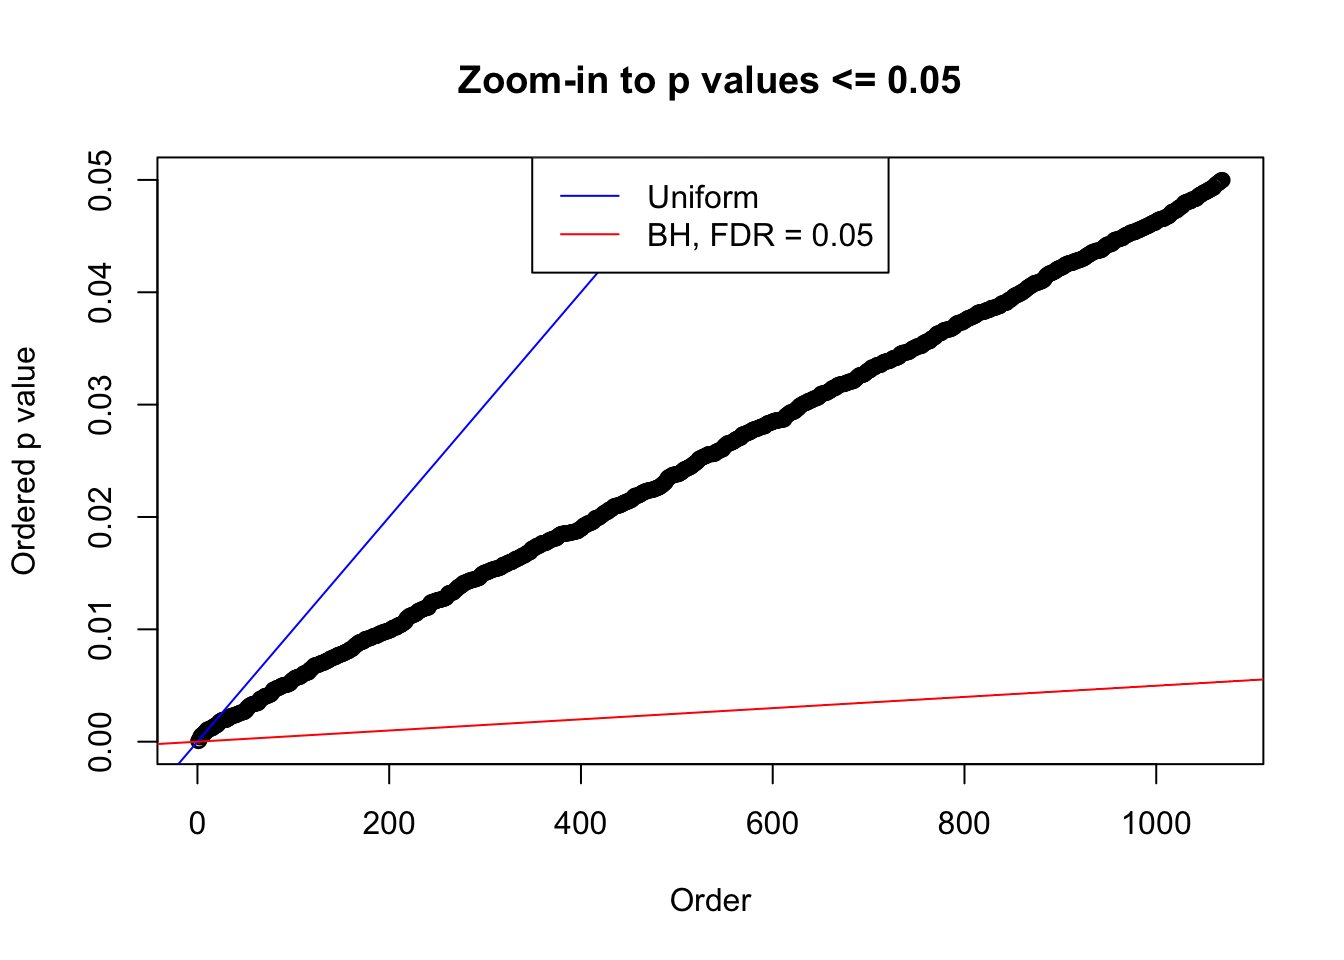 Zoom-in to p values <= 0.05
Uniform
BH, FDR = 0.05
Ordered p value
0.05
0.04
0.03
0.02
0.01
0.00
0 200 400 600 800 1000
Order